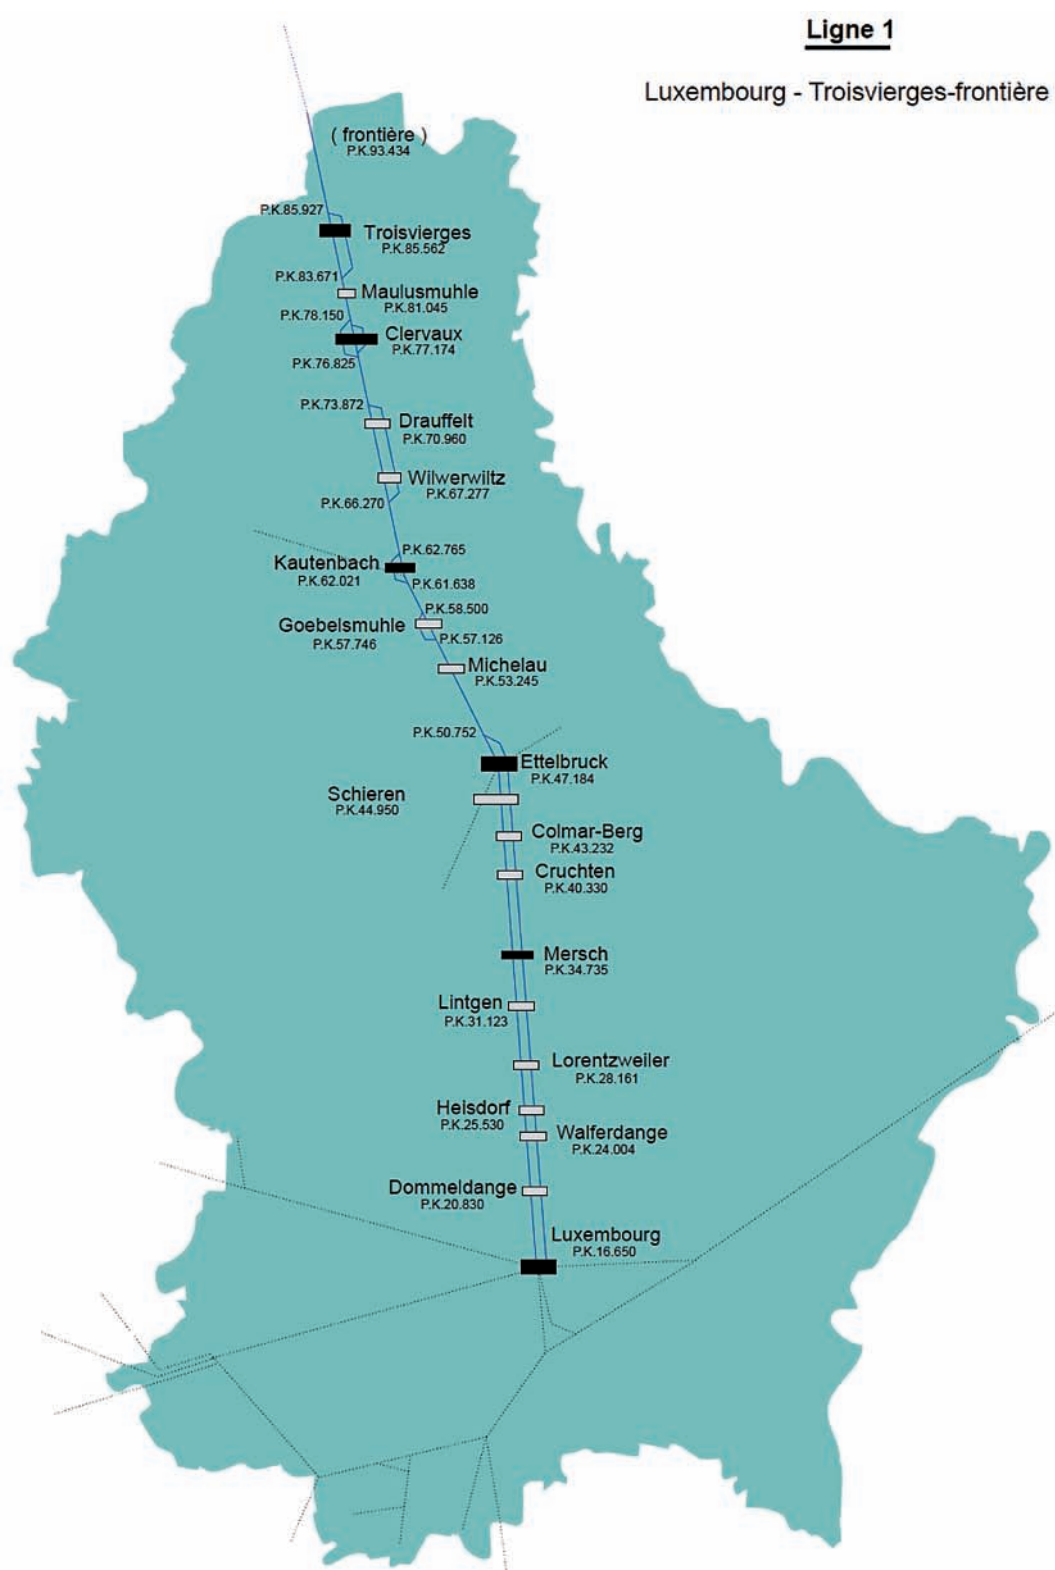 Ligne 1
Luxembourg - Troisvierges-frontière
( frontière )
P.K.93.434
P.K.85.927
Troisvierges
P.K.85.562
P.K.83.671
Maulusmuhle
P.K.81.045
P.K.78.150
Clervaux
P.K.77.174
P.K.76.825
P.K.73.872
Drauffelt
P.K.70.960
Wilwerwiltz
P.K.67.277
P.K.66.270
P.K.62.765
Kautenbach
P.K.62.021
P.K.61.638
P.K.58.500
Goebelsmuhle
P.K.57.746
P.K.57.126
Michelau
P.K.53.245
P.K.50.752
Ettelbruck
P.K.47.184
Schieren
P.K.44.950
Colmar-Berg
P.K.43.232
Cruchten
P.K.40.330
Mersch
P.K.34.735
Lintgen
P.K.31.123
Lorentzweiler
P.K.28.161
Heisdorf
P.K.25.530
Walferdange
P.K.24.004
Dommeldange
P.K.20.830
Luxembourg
P.K.16.650